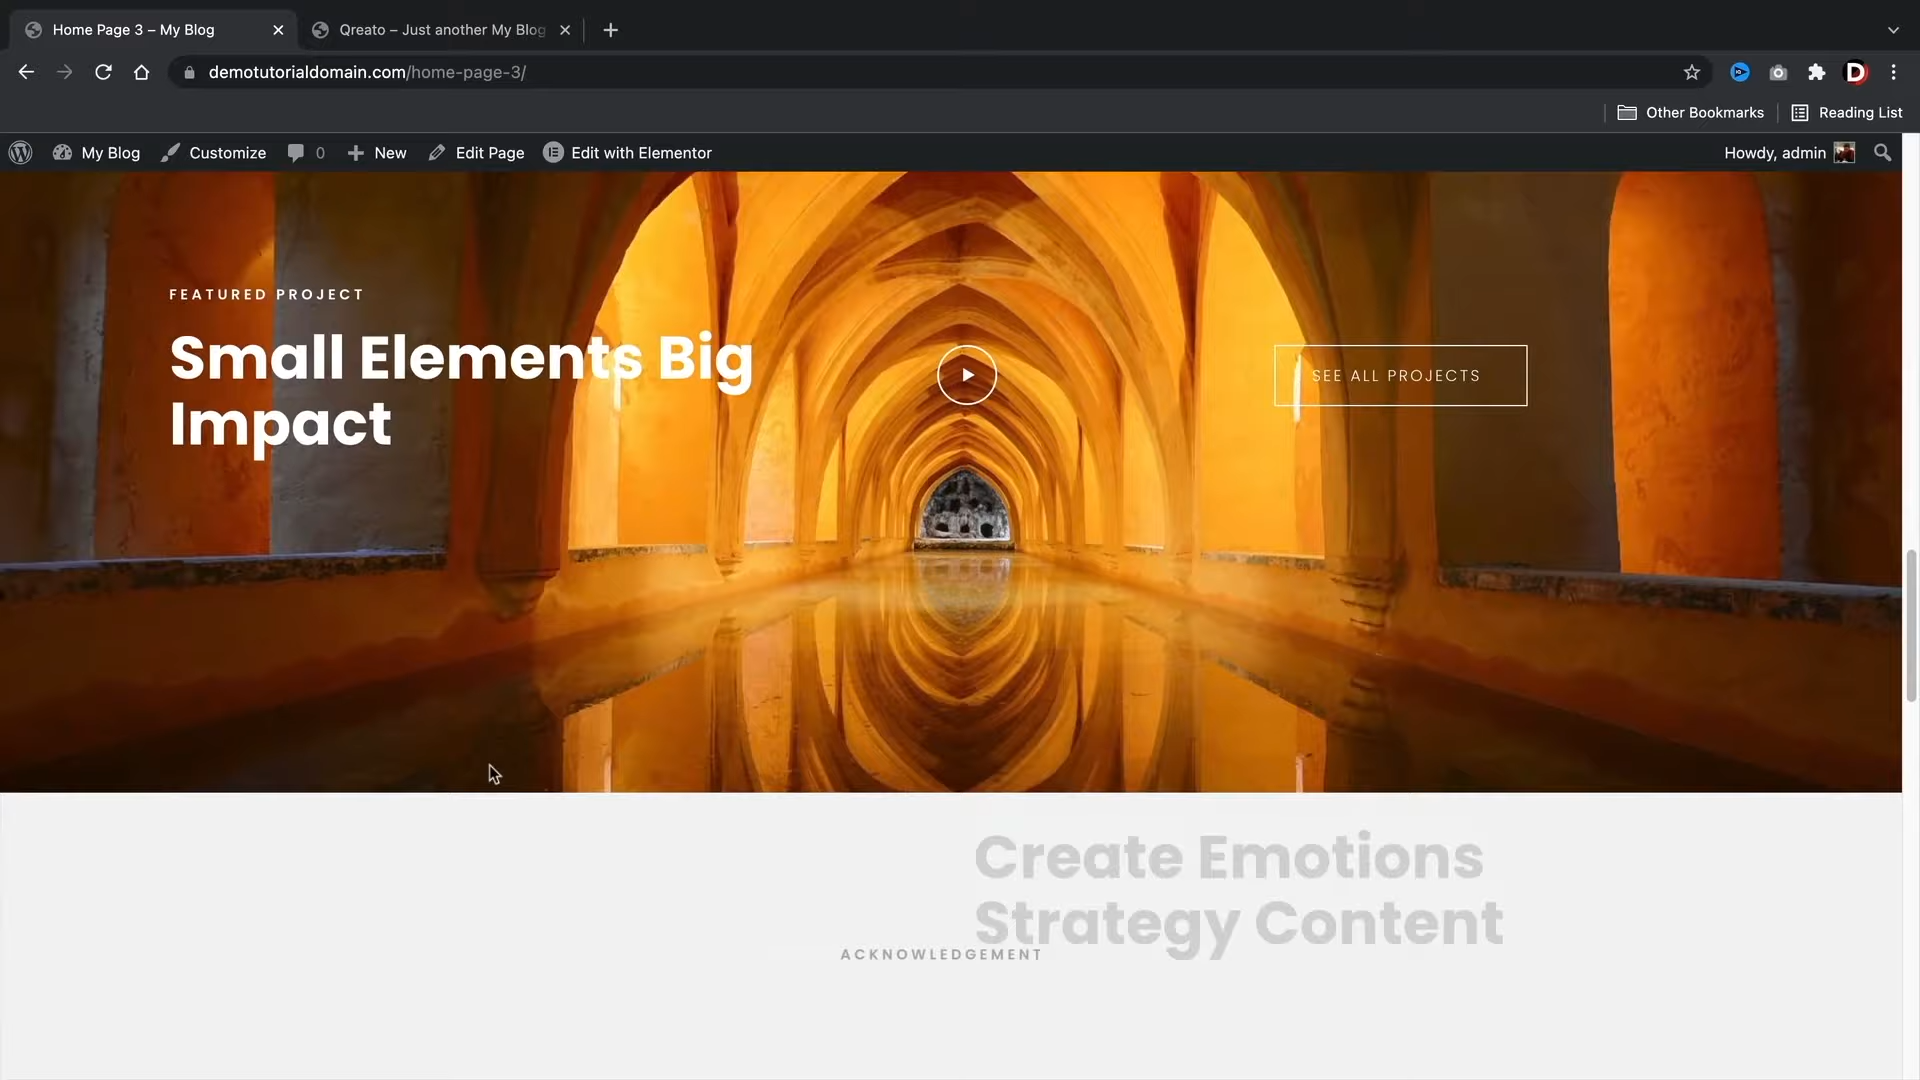 Home Page 3 – My Blog
Qreato – Just another My Blog
demotutorialdomain.com/home-page-3/
Other Bookmarks
Reading List
My Blog
Customize
0
New
Edit Page
Edit with Elementor
Howdy, admin
FEATURED PROJECT
Small Elements Big
Impact
SEE ALL PROJECTS
Create Emotions
Strategy Content
ACKNOWLEDGEMENT